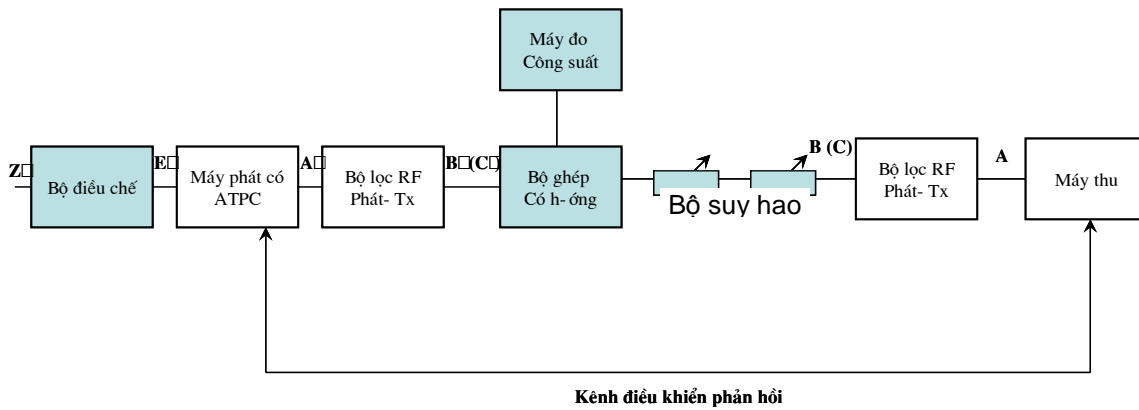 Máy đo
Công suất
Z□
Bộ điều chế
E□
Máy phát có
ATPC
A□
Bộ lọc RF
Phát- Tx
B□(C□)
Bộ ghép
Có h- ớng
Bộ suy hao
B (C)
Bộ lọc RF
Phát- Tx
A
Máy thu
Kênh điều khiển phản hồi